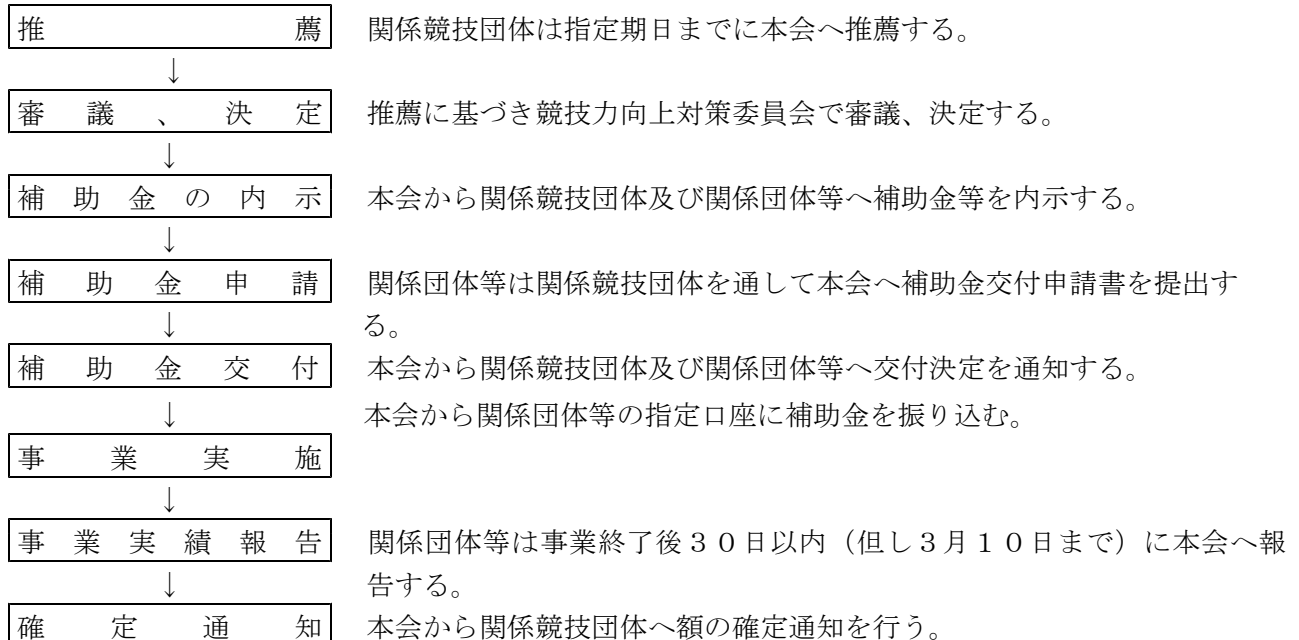 推薦 関係競技団体は指定期日までに本会へ推薦する。
↓
審議、決定 推薦に基づき競技力向上対策委員会で審議、決定する。
↓
補助金の内示 本会から関係競技団体及び関係団体等へ補助金等を内示する。
↓
補助金申請 関係団体等は関係競技団体を通して本会へ補助金交付申請書を提出す
↓ る。
補助金交付 本会から関係競技団体及び関係団体等へ交付決定を通知する。
↓ 本会から関係団体等の指定口座に補助金を振り込む。
事業実施
↓
事業実績報告 関係団体等は事業終了後３０日以内（但し３月１０日まで）に本会へ報
↓ 告する。
確定通知 本会から関係競技団体へ額の確定通知を行う。